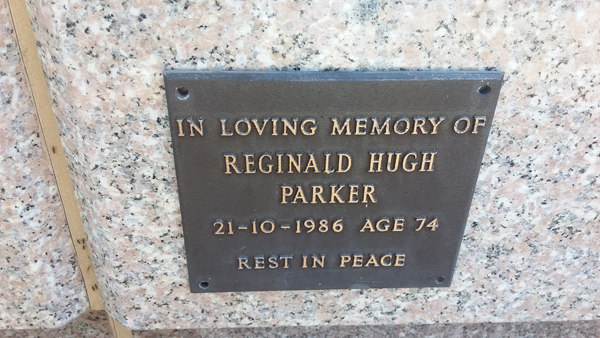 IN LOVING MEMORY OF
REGINALD HUGH
PARKER
21-10-1986 AGE 74
REST IN PEACE